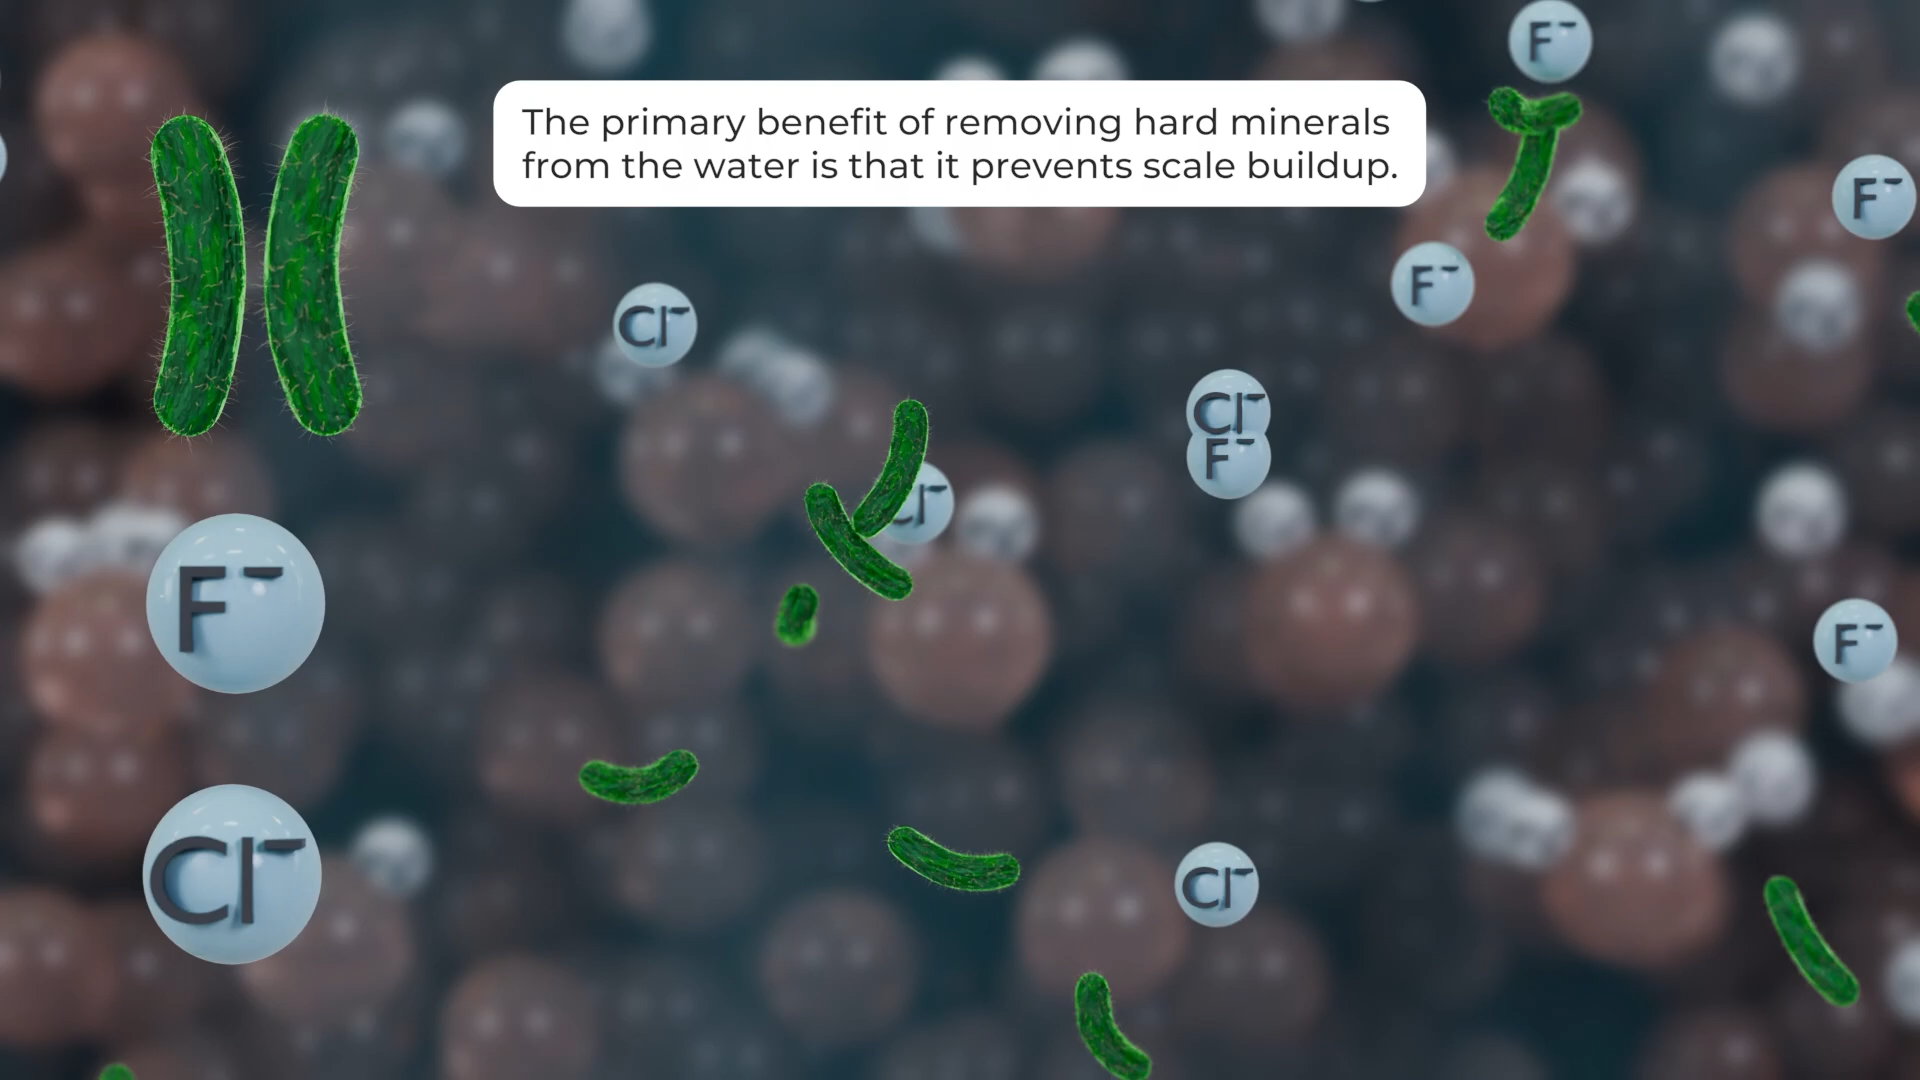 The primary benefit of removing hard minerals
from the water is that it prevents scale buildup.
F⁻
F⁻
F⁻
Cl⁻
Cl⁻
F⁻
Cl⁻
F⁻
F⁻
Cl⁻
Cl⁻